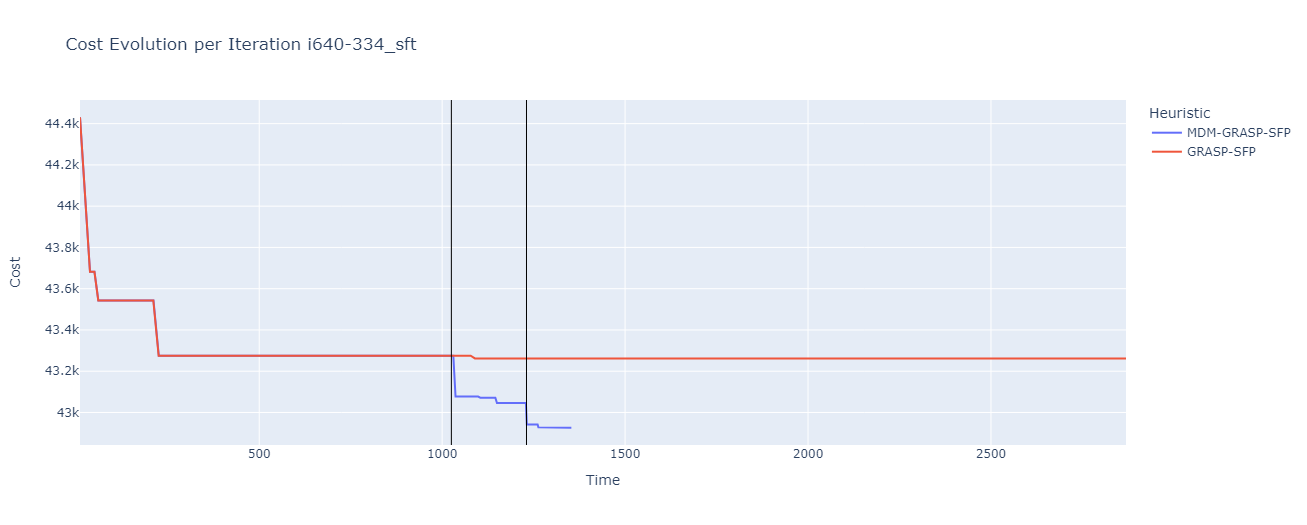 Cost Evolution per Iteration i640-334_sft
Heuristic
MDM-GRASP-SFP
GRASP-SFP
Cost
44.4k
44.2k
44k
43.8k
43.6k
43.4k
43.2k
43k
500
1000
1500
2000
2500
Time